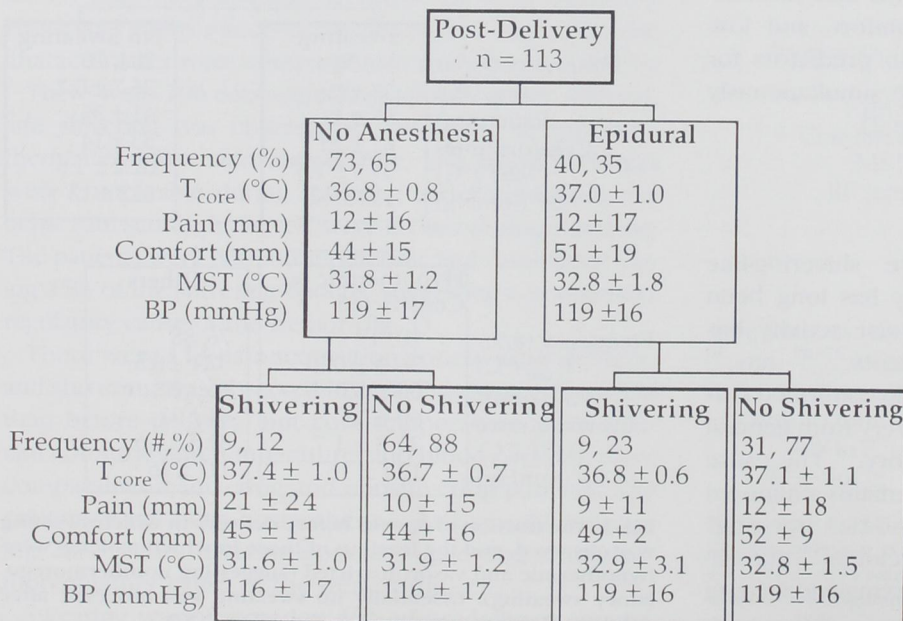 Post-Delivery
n = 113
No Anesthesia Epidural
Frequency (%) 73, 65 40, 35
Tcore (°C) 36.8 ± 0.8 37.0 ± 1.0
Pain (mm) 12 ± 16 12 ± 17
Comfort (mm) 44 ± 15 51 ± 19
MST (°C) 31.8 ± 1.2 32.8 ± 1.8
BP (mmHg) 119 ± 17 119 ±16
Shivering No Shivering Shivering No Shivering
Frequency (#,%) 9, 12 64, 88 9, 23 31, 77
Tcore (°C) 37.4 ± 1.0 36.7 ± 0.7 36.8 ± 0.6 37.1 ± 1.1
Pain (mm) 21 ± 24 10 ± 15 9 ± 11 12 ± 18
Comfort (mm) 45 ± 11 44 ± 16 49 ± 2 52 ± 9
MST (°C) 31.6 ± 1.0 31.9 ± 1.2 32.9 ± 3.1 32.8 ± 1.5
BP (mmHg) 116 ± 17 116 ± 17 119 ± 16 119 ± 16